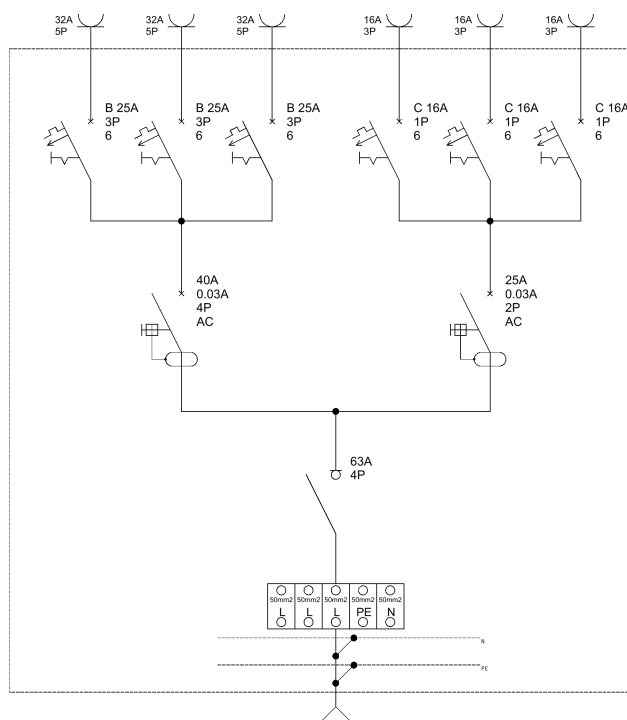 32A
5P
32A
5P
32A
5P
16A
3P
16A
3P
16A
3P
B 25A
3P
6
B 25A
3P
6
B 25A
3P
6
C 16A
1P
6
C 16A
1P
6
C 16A
1P
6
40A
0.03A
4P
AC
25A
0.03A
2P
AC
63A
4P
50mm2 50mm2 50mm2 50mm2 50mm2
L L L PE N
N
PE